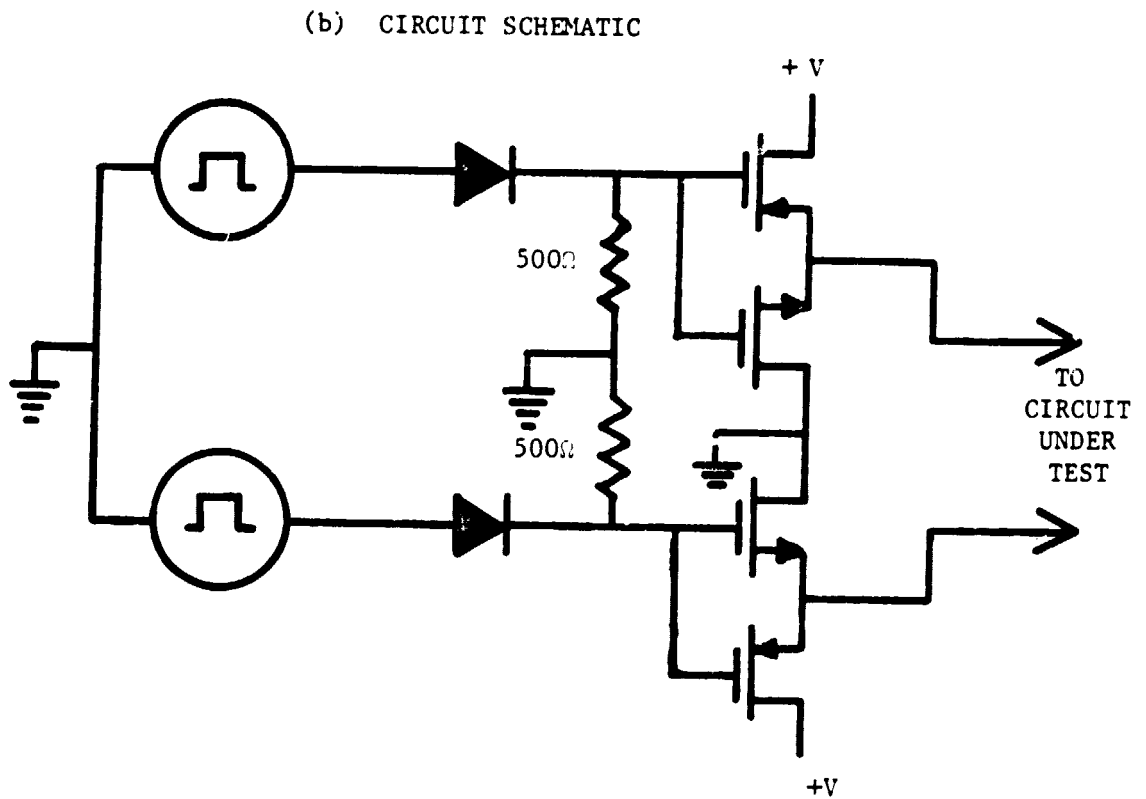 (b) CIRCUIT SCHEMATIC
+ V
500Ω
500Ω
TO
CIRCUIT
UNDER
TEST
+V